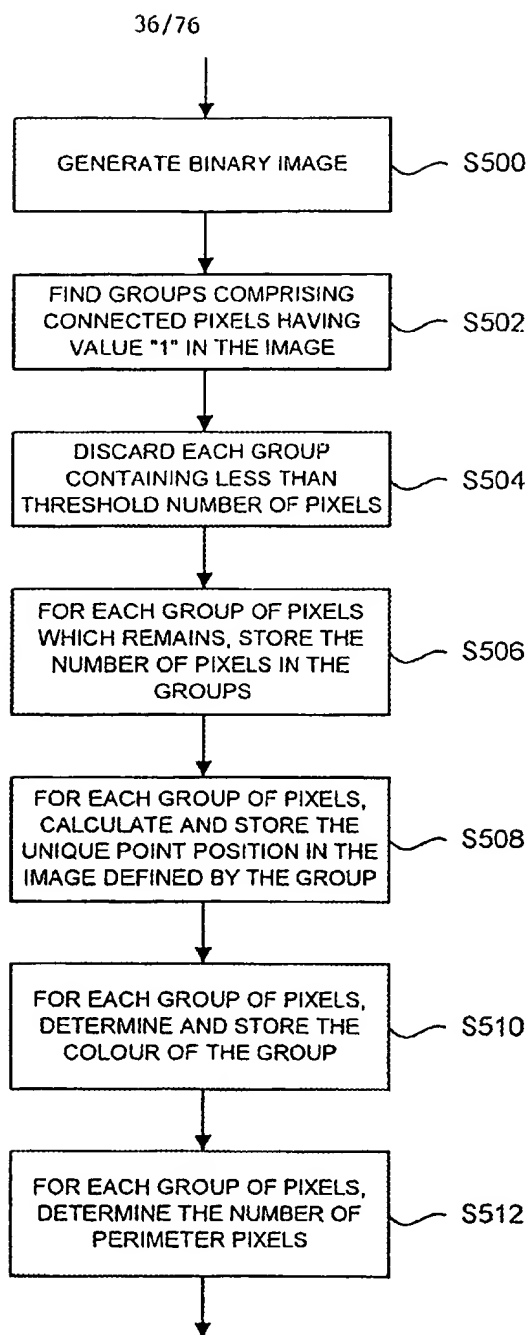 36/76
GENERATE BINARY IMAGE
S500
FIND GROUPS COMPRISING
CONNECTED PIXELS HAVING
VALUE "1" IN THE IMAGE
S502
DISCARD EACH GROUP
CONTAINING LESS THAN
THRESHOLD NUMBER OF PIXELS
S504
FOR EACH GROUP OF PIXELS
WHICH REMAINS, STORE THE
NUMBER OF PIXELS IN THE
GROUPS
S506
FOR EACH GROUP OF PIXELS,
CALCULATE AND STORE THE
UNIQUE POINT POSITION IN THE
IMAGE DEFINED BY THE GROUP
S508
FOR EACH GROUP OF PIXELS,
DETERMINE AND STORE THE
COLOUR OF THE GROUP
S510
FOR EACH GROUP OF PIXELS,
DETERMINE THE NUMBER OF
PERIMETER PIXELS
S512